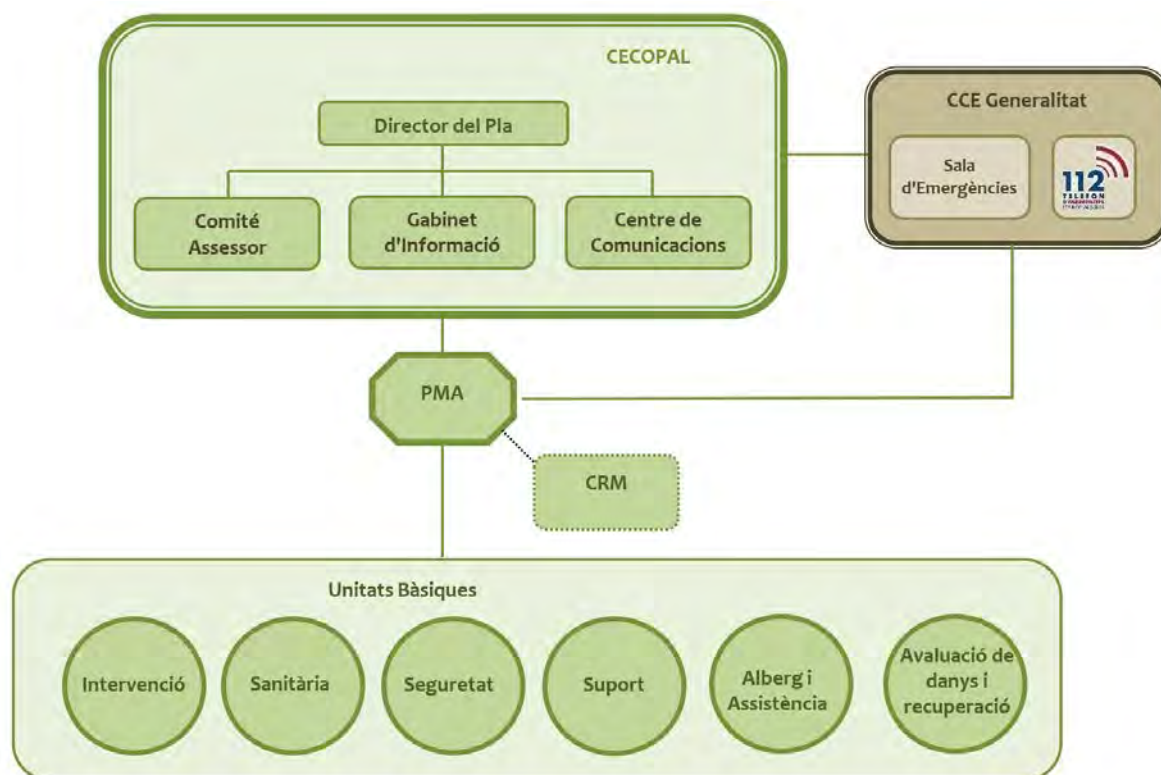 CECOPAL
Director del Pla
Comité
Assessor
Gabinet
d'Informació
Centre de
Comunicacions
CCE Generalitat
Sala
d'Emergències
112
TELÈFON
PMA
CRM
Unitats Bàsiques
Intervenció
Sanitària
Seguretat
Suport
Alberg i
Assistència
Avaluació de
danys i
recuperació